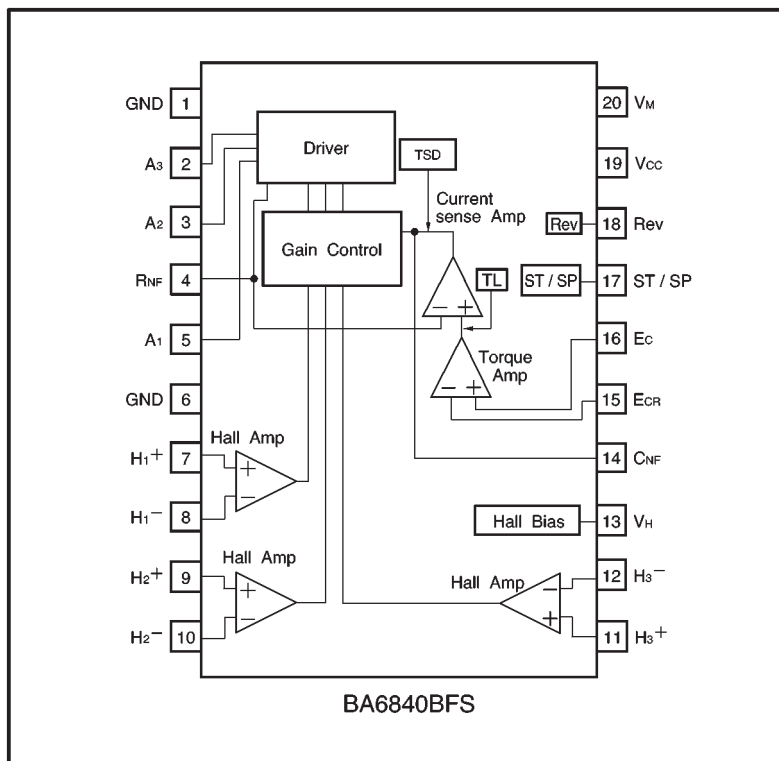 GND 1
A3 2
A2 3
RNF 4
A1 5
GND 6
H1+ 7
H1− 8
H2+ 9
H2− 10
Driver
TSD
Current
sense Amp
Gain Control
TL
− +
Torque
Amp
− +
Hall Amp
+
−
Hall Amp
+
−
Hall Bias
Hall Amp
−
+
20 VM
19 VCC
Rev 18 Rev
ST / SP 17 ST / SP
16 EC
15 ECR
14 CNF
13 VH
12 H3−
11 H3+
BA6840BFS